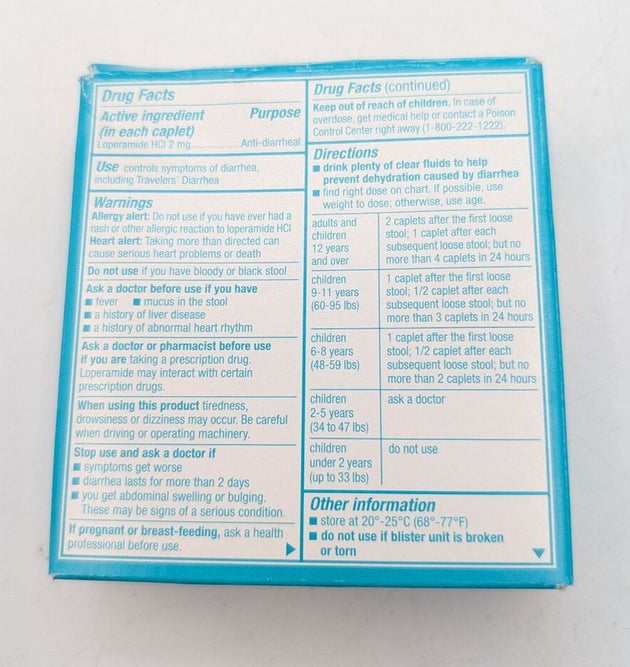 Drug Facts
Active ingredient Purpose
(in each caplet)
Loperamide HCl 2 mg....................Anti-diarrheal
Use controls symptoms of diarrhea,
including Travelers' Diarrhea
Warnings
Allergy alert: Do not use if you have ever had a
rash or other allergic reaction to loperamide HCl
Heart alert: Taking more than directed can
cause serious heart problems or death
Do not use if you have bloody or black stool
Ask a doctor before use if you have
■ fever ■ mucus in the stool
■ a history of liver disease
■ a history of abnormal heart rhythm
Ask a doctor or pharmacist before use
if you are taking a prescription drug.
Loperamide may interact with certain
prescription drugs.
When using this product tiredness,
drowsiness or dizziness may occur. Be careful
when driving or operating machinery.
Stop use and ask a doctor if
■ symptoms get worse
■ diarrhea lasts for more than 2 days
■ you get abdominal swelling or bulging.
These may be signs of a serious condition.
If pregnant or breast-feeding, ask a health
professional before use.
Drug Facts (continued)
Keep out of reach of children. In case of
overdose, get medical help or contact a Poison
Control Center right away (1-800-222-1222).
Directions
■ drink plenty of clear fluids to help
prevent dehydration caused by diarrhea
■ find right dose on chart. If possible, use
weight to dose; otherwise, use age.
adults and
children
12 years
and over
2 caplets after the first loose
stool; 1 caplet after each
subsequent loose stool; but no
more than 4 caplets in 24 hours
children
9-11 years
(60-95 lbs)
1 caplet after the first loose
stool; 1/2 caplet after each
subsequent loose stool; but no
more than 3 caplets in 24 hours
children
6-8 years
(48-59 lbs)
1 caplet after the first loose
stool; 1/2 caplet after each
subsequent loose stool; but no
more than 2 caplets in 24 hours
children
2-5 years
(34 to 47 lbs)
ask a doctor
children
under 2 years
(up to 33 lbs)
do not use
Other information
■ store at 20°-25°C (68°-77°F)
■ do not use if blister unit is broken
or torn